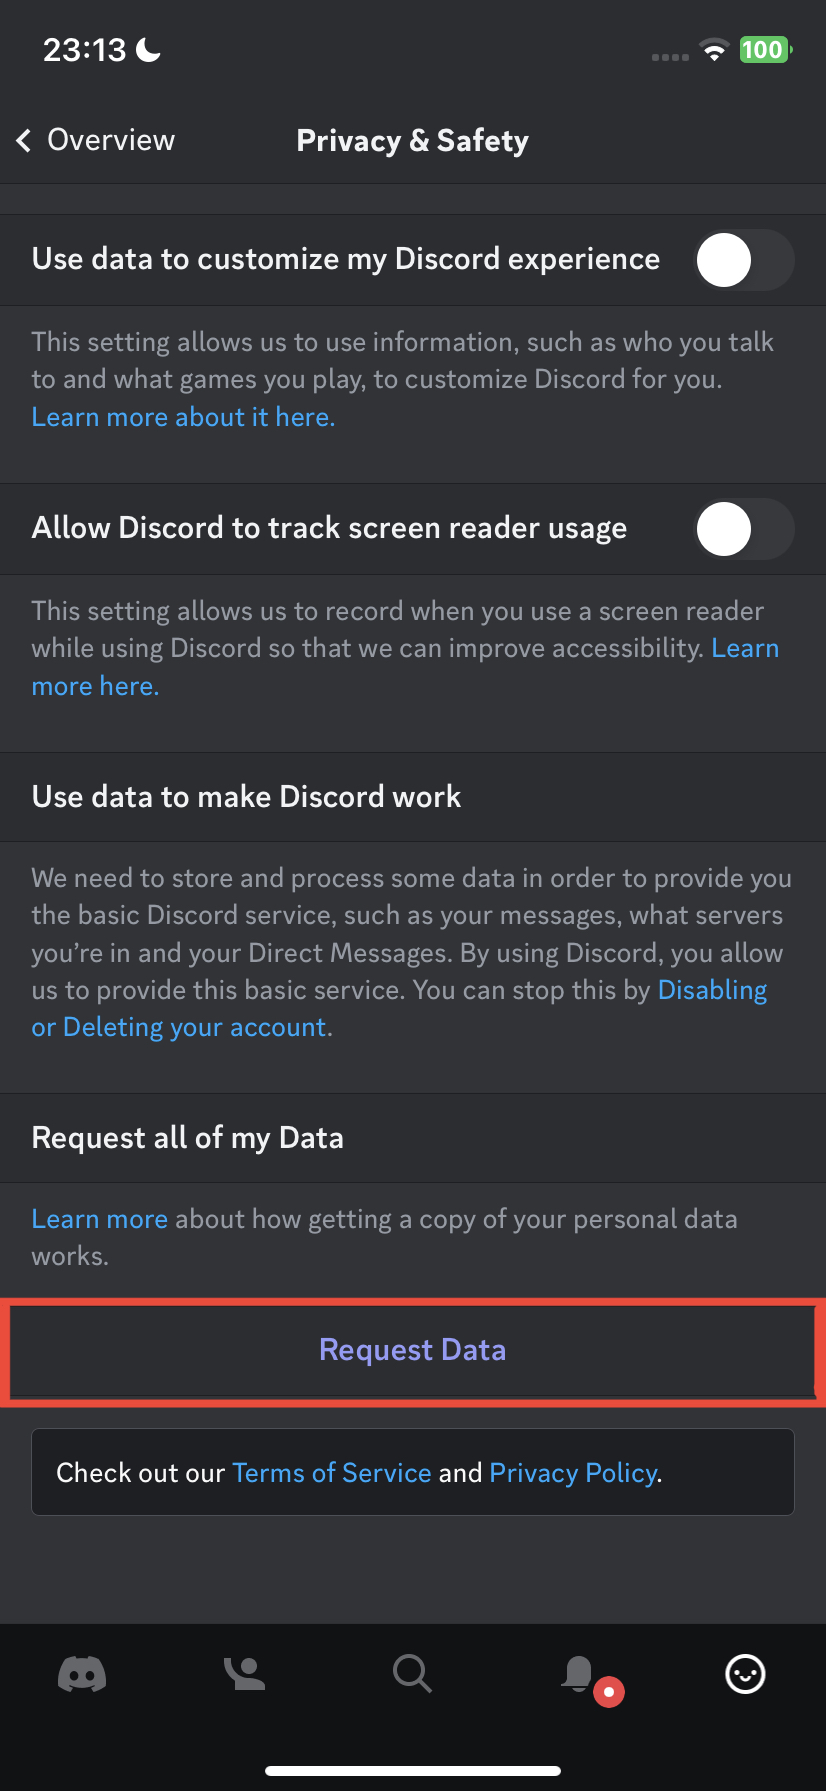 23:13
100
Overview
Privacy & Safety
Use data to customize my Discord experience
This setting allows us to use information, such as who you talk
to and what games you play, to customize Discord for you.
Learn more about it here.
Allow Discord to track screen reader usage
This setting allows us to record when you use a screen reader
while using Discord so that we can improve accessibility. Learn
more here.
Use data to make Discord work
We need to store and process some data in order to provide you
the basic Discord service, such as your messages, what servers
you’re in and your Direct Messages. By using Discord, you allow
us to provide this basic service. You can stop this by Disabling
or Deleting your account.
Request all of my Data
Learn more about how getting a copy of your personal data
works.
Request Data
Check out our Terms of Service and Privacy Policy.